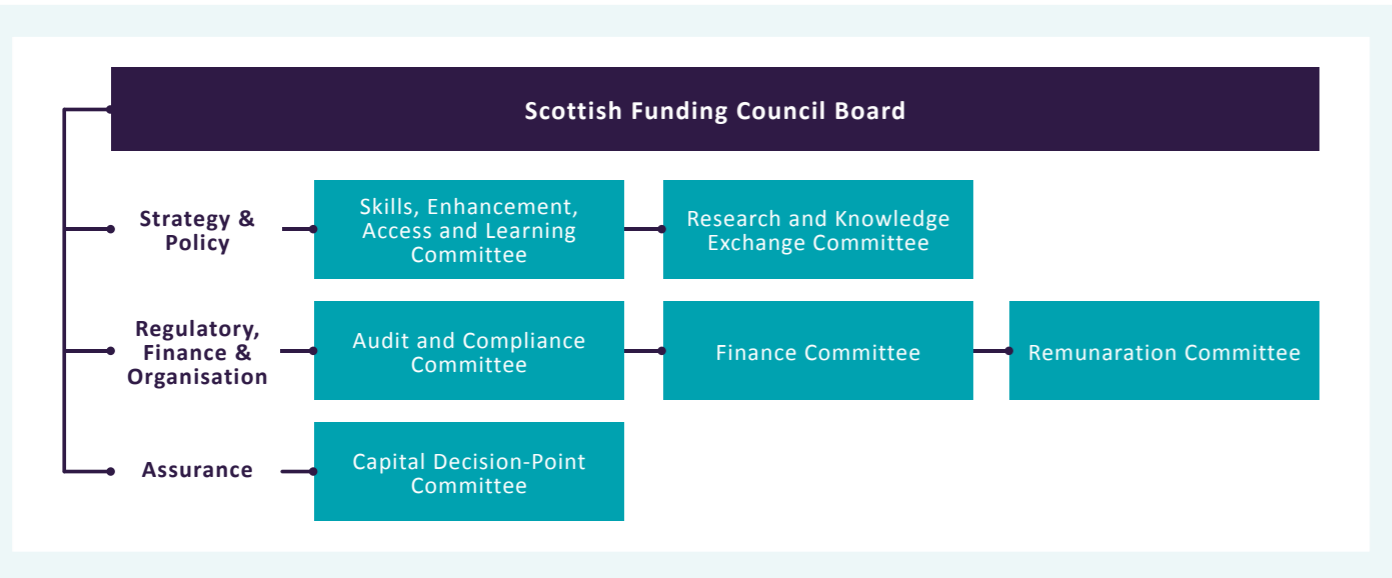 Scottish Funding Council Board
Strategy &
Policy
Skills, Enhancement,
Access and Learning
Committee
Research and Knowledge
Exchange Committee
Regulatory,
Finance &
Organisation
Audit and Compliance
Committee
Finance Committee
Remunaration Committee
Assurance
Capital Decision-Point
Committee